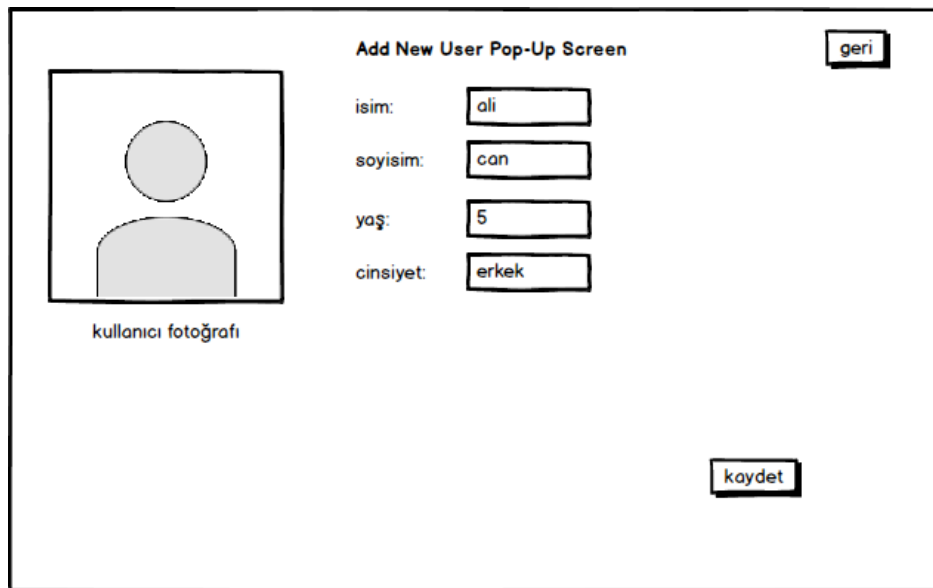 Add New User Pop-Up Screen
geri
isim: ali
soyisim: can
yaş: 5
cinsiyet: erkek
kullanıcı fotoğrafı
kaydet